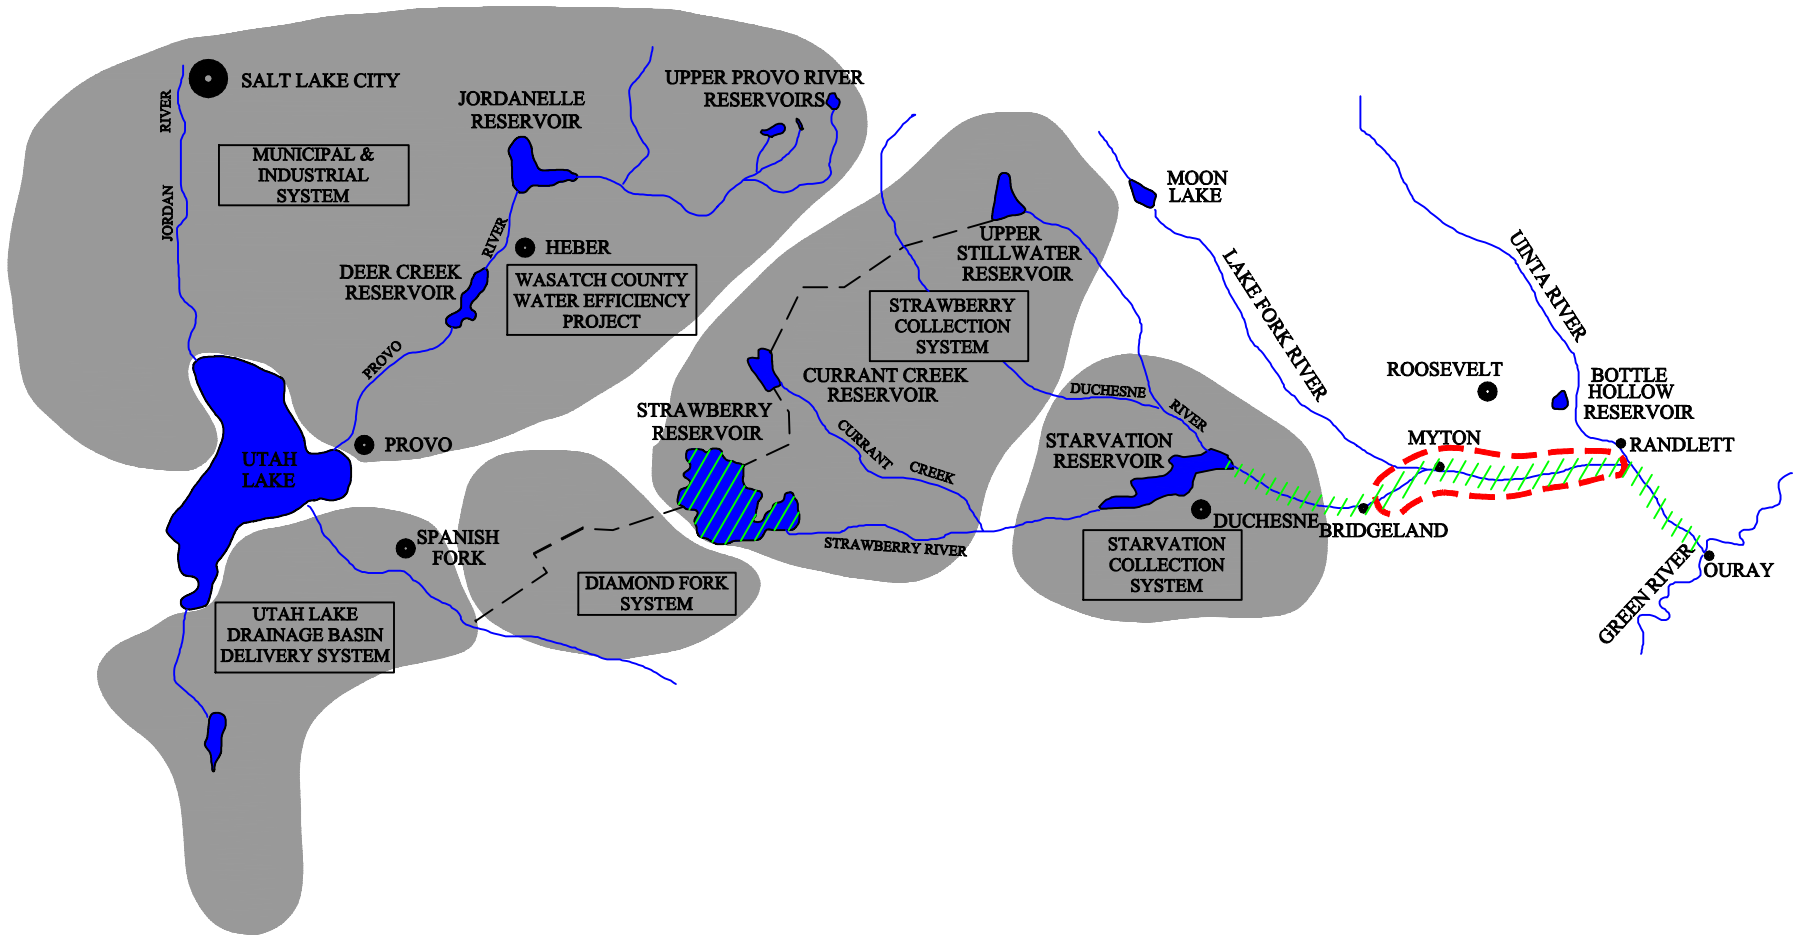 SALT LAKE CITY
RIVER
JORDAN
MUNICIPAL &
INDUSTRIAL
SYSTEM
JORDANELLE
RESERVOIR
UPPER PROVO RIVER
RESERVOIRS
HEBER
RIVER
PROVO
DEER CREEK
RESERVOIR
WASATCH COUNTY
WATER EFFICIENCY
PROJECT
PROVO
UTAH
LAKE
SPANISH
FORK
UTAH LAKE
DRAINAGE BASIN
DELIVERY SYSTEM
DIAMOND FORK
SYSTEM
STRAWBERRY
RESERVOIR
UPPER
STILLWATER
RESERVOIR
STRAWBERRY
COLLECTION
SYSTEM
CURRANT CREEK
RESERVOIR
CURRANT
CREEK
STRAWBERRY RIVER
DUCHESNE
RIVER
STARVATION
RESERVOIR
DUCHESNE
STARVATION
COLLECTION
SYSTEM
MOON
LAKE
LAKE FORK RIVER
UINTA RIVER
ROOSEVELT
BOTTLE
HOLLOW
RESERVOIR
MYTON
RANDLETT
BRIDGELAND
OURAY
GREEN RIVER